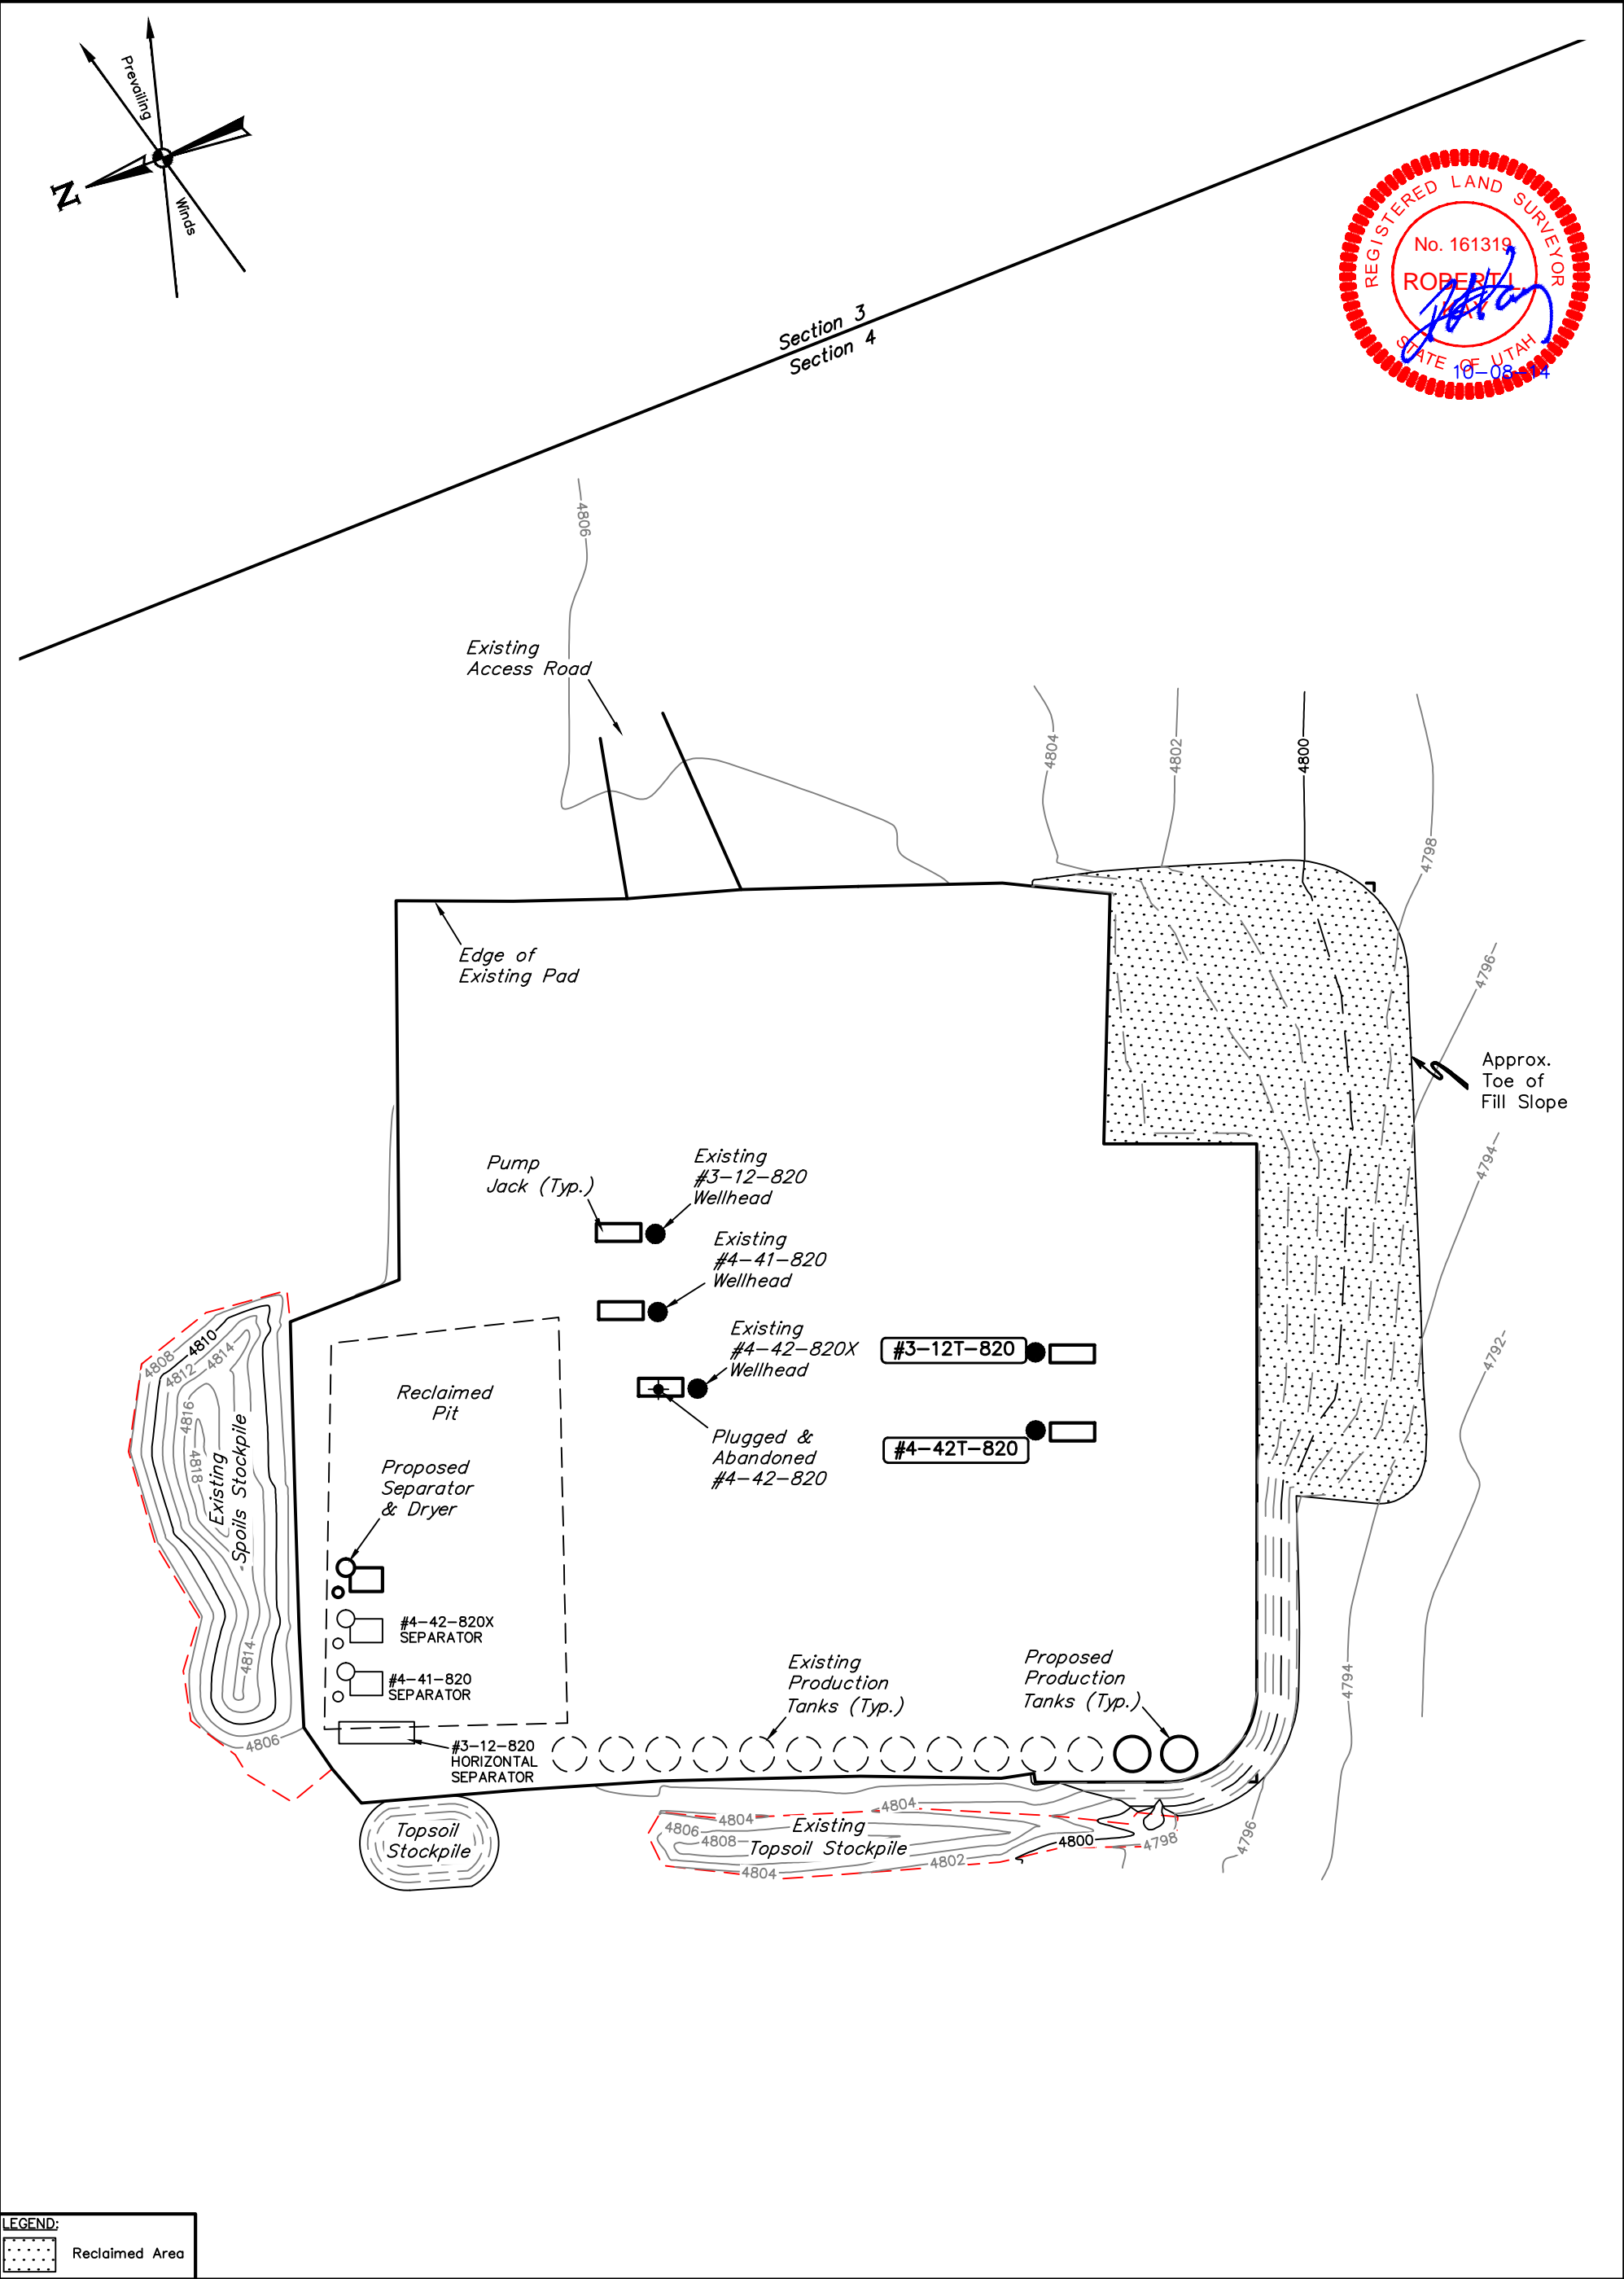 Prevailing
Winds
N
REGISTERED LAND SURVEYOR
No. 161319
ROBERT L.
KAY
STATE OF UTAH
10-08-14
Section 3
Section 4
4806
Existing
Access Road
4804
4802
4800
4798
4796
Edge of
Existing Pad
Approx.
Toe of
Fill Slope
4794
4792
Pump
Jack (Typ.)
Existing
#3-12-820
Wellhead
Existing
#4-41-820
Wellhead
Existing
#4-42-820X
Wellhead
#3-12T-820
Plugged &
Abandoned
#4-42-820
#4-42T-820
4808
4810
4812
4814
4816
4818
Existing
Spoils Stockpile
4814
4806
Reclaimed
Pit
Proposed
Separator
& Dryer
#4-42-820X
SEPARATOR
#4-41-820
SEPARATOR
#3-12-820
HORIZONTAL
SEPARATOR
Existing
Production
Tanks (Typ.)
Proposed
Production
Tanks (Typ.)
4794
Topsoil
Stockpile
4804
4804
4806
4808
Existing
Topsoil Stockpile
4804
4802
4800
4798
4796
LEGEND:
Reclaimed Area